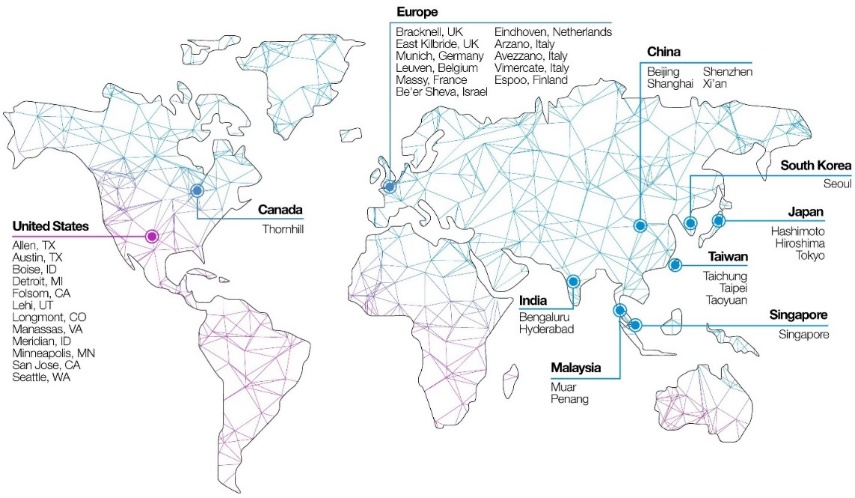 Europe
Bracknell, UK
East Kilbride, UK
Munich, Germany
Leuven, Belgium
Massy, France
Be'er Sheva, Israel
Eindhoven, Netherlands
Arzano, Italy
Avezzano, Italy
Vimercate, Italy
Espoo, Finland
China
Beijing
Shanghai
Shenzhen
Xi'an
South Korea
Seoul
Canada
Thornhill
Japan
Hashimoto
Hiroshima
Tokyo
United States
Allen, TX
Austin, TX
Boise, ID
Detroit, MI
Folsom, CA
Lehi, UT
Longmont, CO
Manassas, VA
Meridian, ID
Minneapolis, MN
San Jose, CA
Seattle, WA
Taiwan
Taichung
Taipei
Taoyuan
India
Bengaluru
Hyderabad
Singapore
Singapore
Malaysia
Muar
Penang